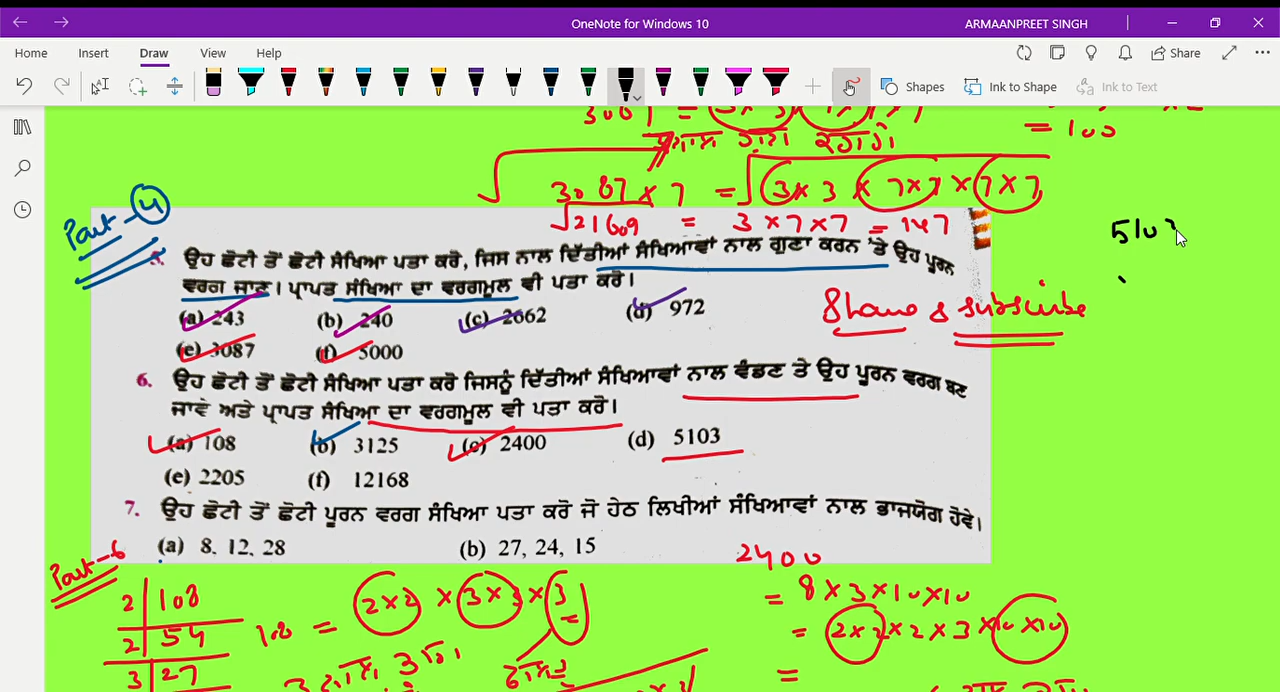 OneNote for Windows 10
ARMAANPREET SINGH
Home Insert Draw View Help
Share
Shapes Ink to Shape Ink to Text
3087 =
= 100
3087 × 7 = √3 × 3 × 7 × 7 × 7 × 7
√21609 = 3 × 7 × 7 = 147
Part - 4
5103
5. ਉਹ ਛੋਟੀ ਤੋਂ ਛੋਟੀ ਸੰਖਿਆ ਪਤਾ ਕਰੋ, ਜਿਸ ਨਾਲ ਦਿੱਤੀਆਂ ਸੰਖਿਆਵਾਂ ਨਾਲ ਗੁਣਾ ਕਰਨ 'ਤੇ ਉਹ ਪੂਰਨ
ਵਰਗ ਜਾਣ। ਪ੍ਰਾਪਤ ਸੰਖਿਆ ਦਾ ਵਰਗਮੂਲ ਵੀ ਪਤਾ ਕਰੋ।
(a) 243 (b) 240 (c) 2662 (d) 972
Share & subscribe
(e) 3087 (f) 5000
6. ਉਹ ਛੋਟੀ ਤੋਂ ਛੋਟੀ ਸੰਖਿਆ ਪਤਾ ਕਰੋ ਜਿਸਨੂੰ ਦਿੱਤੀਆਂ ਸੰਖਿਆਵਾਂ ਨਾਲ ਵੰਡਣ ਤੇ ਉਹ ਪੂਰਨ ਵਰਗ ਬਣ
ਜਾਵੇ ਅਤੇ ਪ੍ਰਾਪਤ ਸੰਖਿਆ ਦਾ ਵਰਗਮੂਲ ਵੀ ਪਤਾ ਕਰੋ।
(a) 108 (b) 3125 (c) 2400 (d) 5103
(e) 2205 (f) 12168
7. ਉਹ ਛੋਟੀ ਤੋਂ ਛੋਟੀ ਪੂਰਨ ਵਰਗ ਸੰਖਿਆ ਪਤਾ ਕਰੋ ਜੋ ਹੇਠ ਲਿਖੀਆਂ ਸੰਖਿਆਵਾਂ ਨਾਲ ਭਾਜਯੋਗ ਹੋਵੇ।
(a) 8, 12, 28 (b) 27, 24, 15
Part - 6
2400
2 | 108
108 = 2×2 × 3×3 × 3
= 8 × 3 × 10 × 10
2 | 54
= 2×2 × 2 × 3 × 10 × 10
3 | 27
=